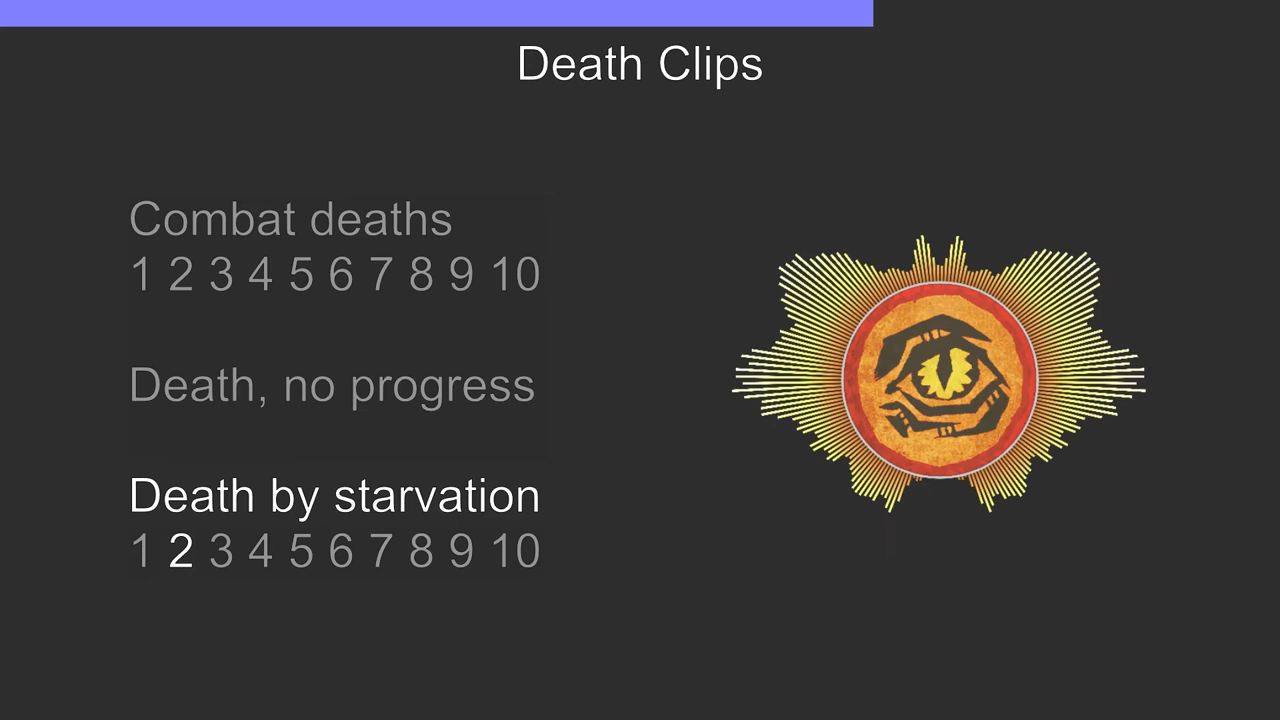 Death Clips
Combat deaths
1 2 3 4 5 6 7 8 9 10
Death, no progress
Death by starvation
1 2 3 4 5 6 7 8 9 10